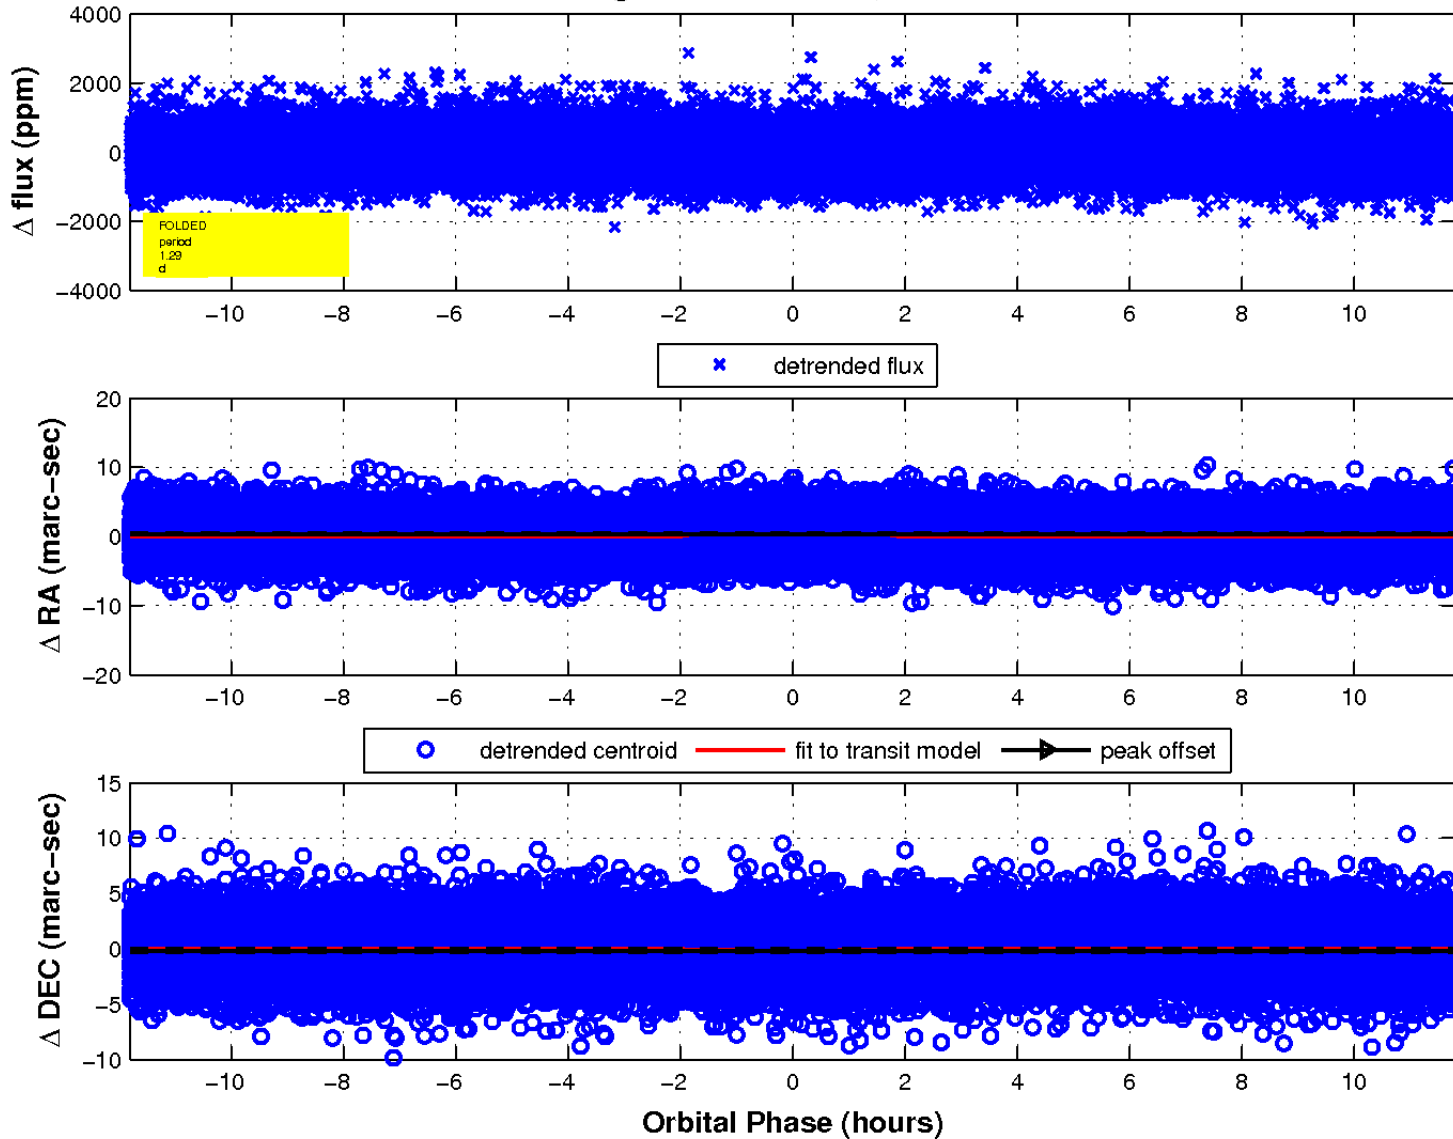 4000
2000
0
−2000
−4000
Δ flux (ppm)
FOLDED
period
1.29
d
−10 −8 −6 −4 −2 0 2 4 6 8 10
detrended flux
20
10
0
−10
−20
Δ RA (marc−sec)
−10 −8 −6 −4 −2 0 2 4 6 8 10
detrended centroid fit to transit model peak offset
15
10
5
0
−5
−10
Δ DEC (marc−sec)
−10 −8 −6 −4 −2 0 2 4 6 8 10
Orbital Phase (hours)